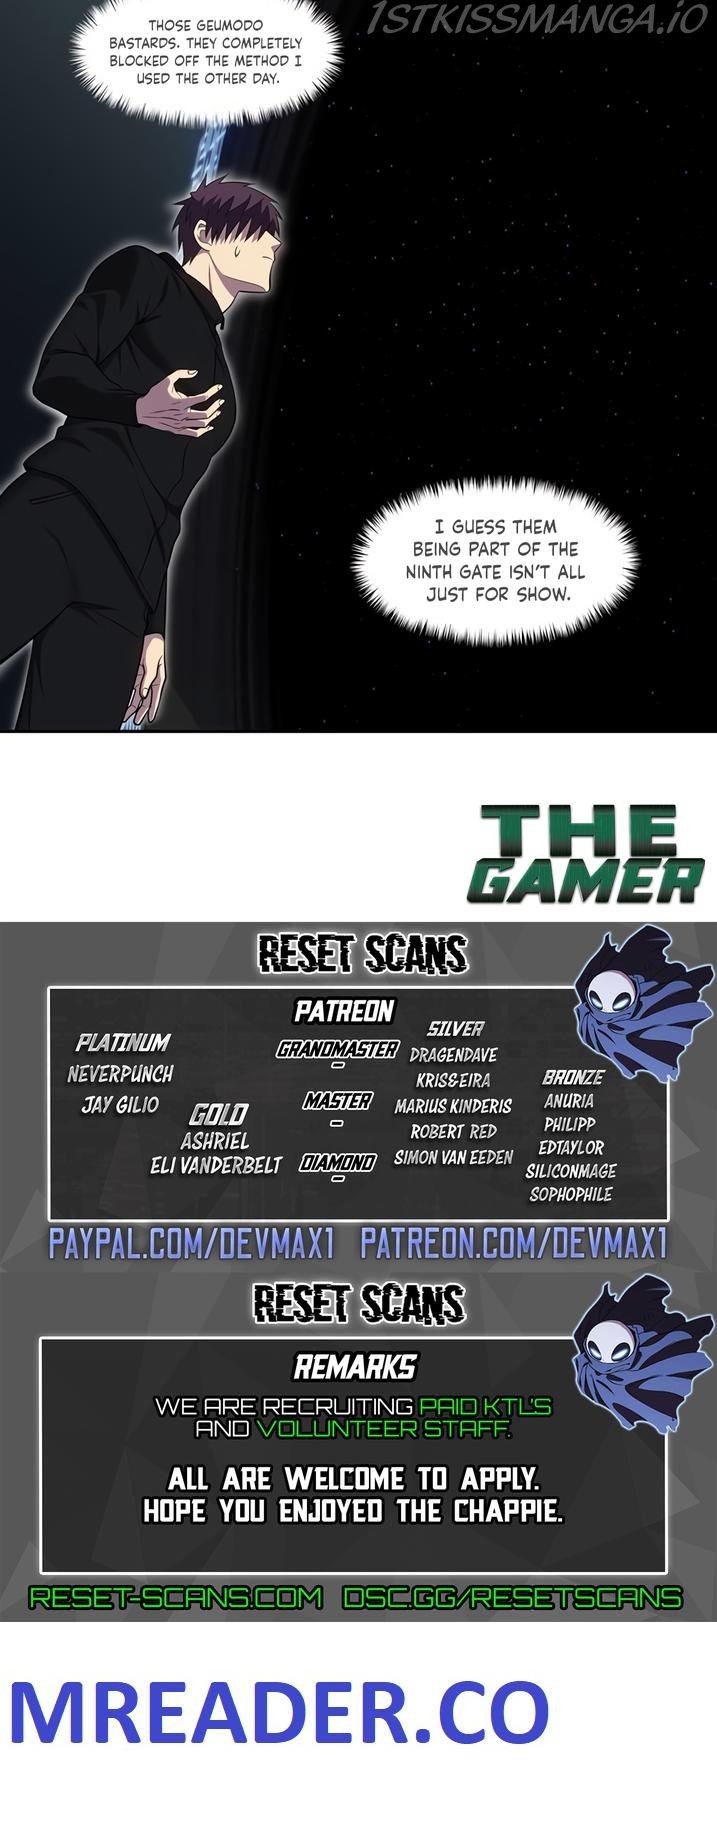 1STKISSMANGA.IO
THOSE GEUMODO
BASTARDS. THEY COMPLETELY
BLOCKED OFF THE METHOD I
USED THE OTHER DAY.
I GUESS THEM
BEING PART OF THE
NINTH GATE ISN'T ALL
JUST FOR SHOW.
THE
GAMER
RESET SCANS
PATREON
PLATINUM
NEVERPUNCH
JAY GILIO
GOLD
ASHRIEL
ELI VANDERBELT
GRANDMASTER
-
MASTER
-
DIAMOND
-
SILVER
DRAGENDAVE
KRIS&EIRA
MARIUS KINDERIS
ROBERT RED
SIMON VAN EEDEN
BRONZE
ANURIA
PHILIPP
EDTAYLOR
SILICONMAGE
SOPHOPHILE
PAYPAL.COM/DEVMAX1 PATREON.COM/DEVMAX1
RESET SCANS
REMARKS
WE ARE RECRUITING PAID KTL'S
AND VOLUNTEER STAFF.
ALL ARE WELCOME TO APPLY.
HOPE YOU ENJOYED THE CHAPPIE.
RESET-SCANS.COM DSC.GG/RESETSCANS
MREADER.CO